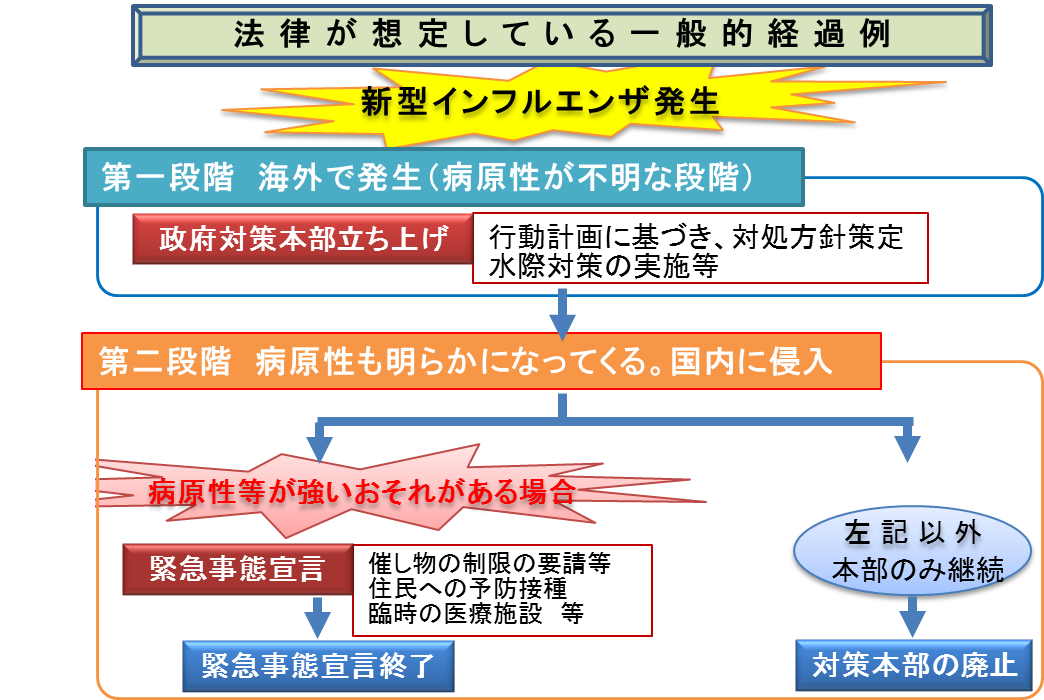 法律が想定している一般的経過例
新型インフルエンザ発生
第一段階　海外で発生（病原性が不明な段階）
政府対策本部立ち上げ
行動計画に基づき、対処方針策定
水際対策の実施等
第二段階　病原性も明らかになってくる。国内に侵入
病原性等が強いおそれがある場合
緊急事態宣言
催し物の制限の要請等
住民への予防接種
臨時の医療施設　等
緊急事態宣言終了
左記以外
本部のみ継続
対策本部の廃止